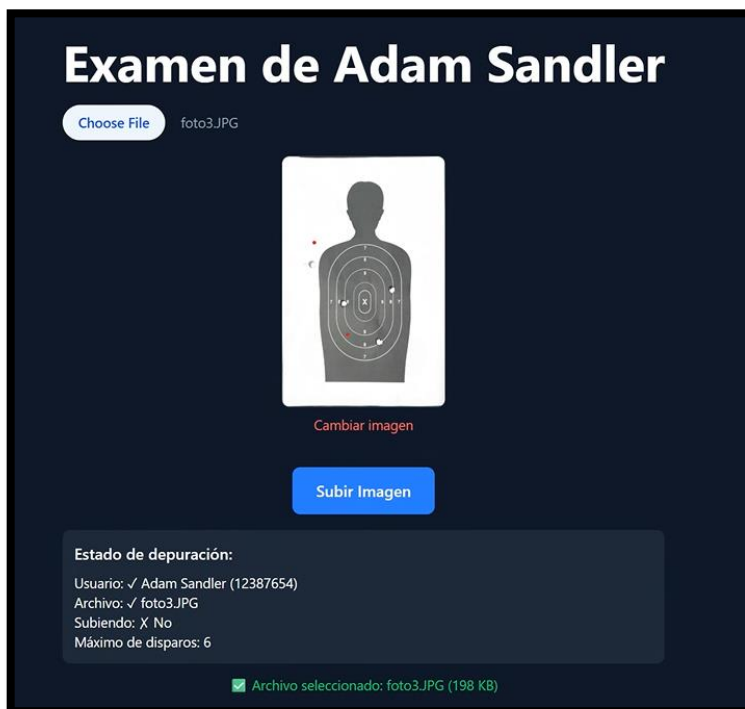 Examen de Adam Sandler
Choose File foto3.JPG
Cambiar imagen
Subir Imagen
Estado de depuración:
Usuario: ✓ Adam Sandler (12387654)
Archivo: ✓ foto3.JPG
Subiendo: ✗ No
Máximo de disparos: 6
✅ Archivo seleccionado: foto3.JPG (198 KB)